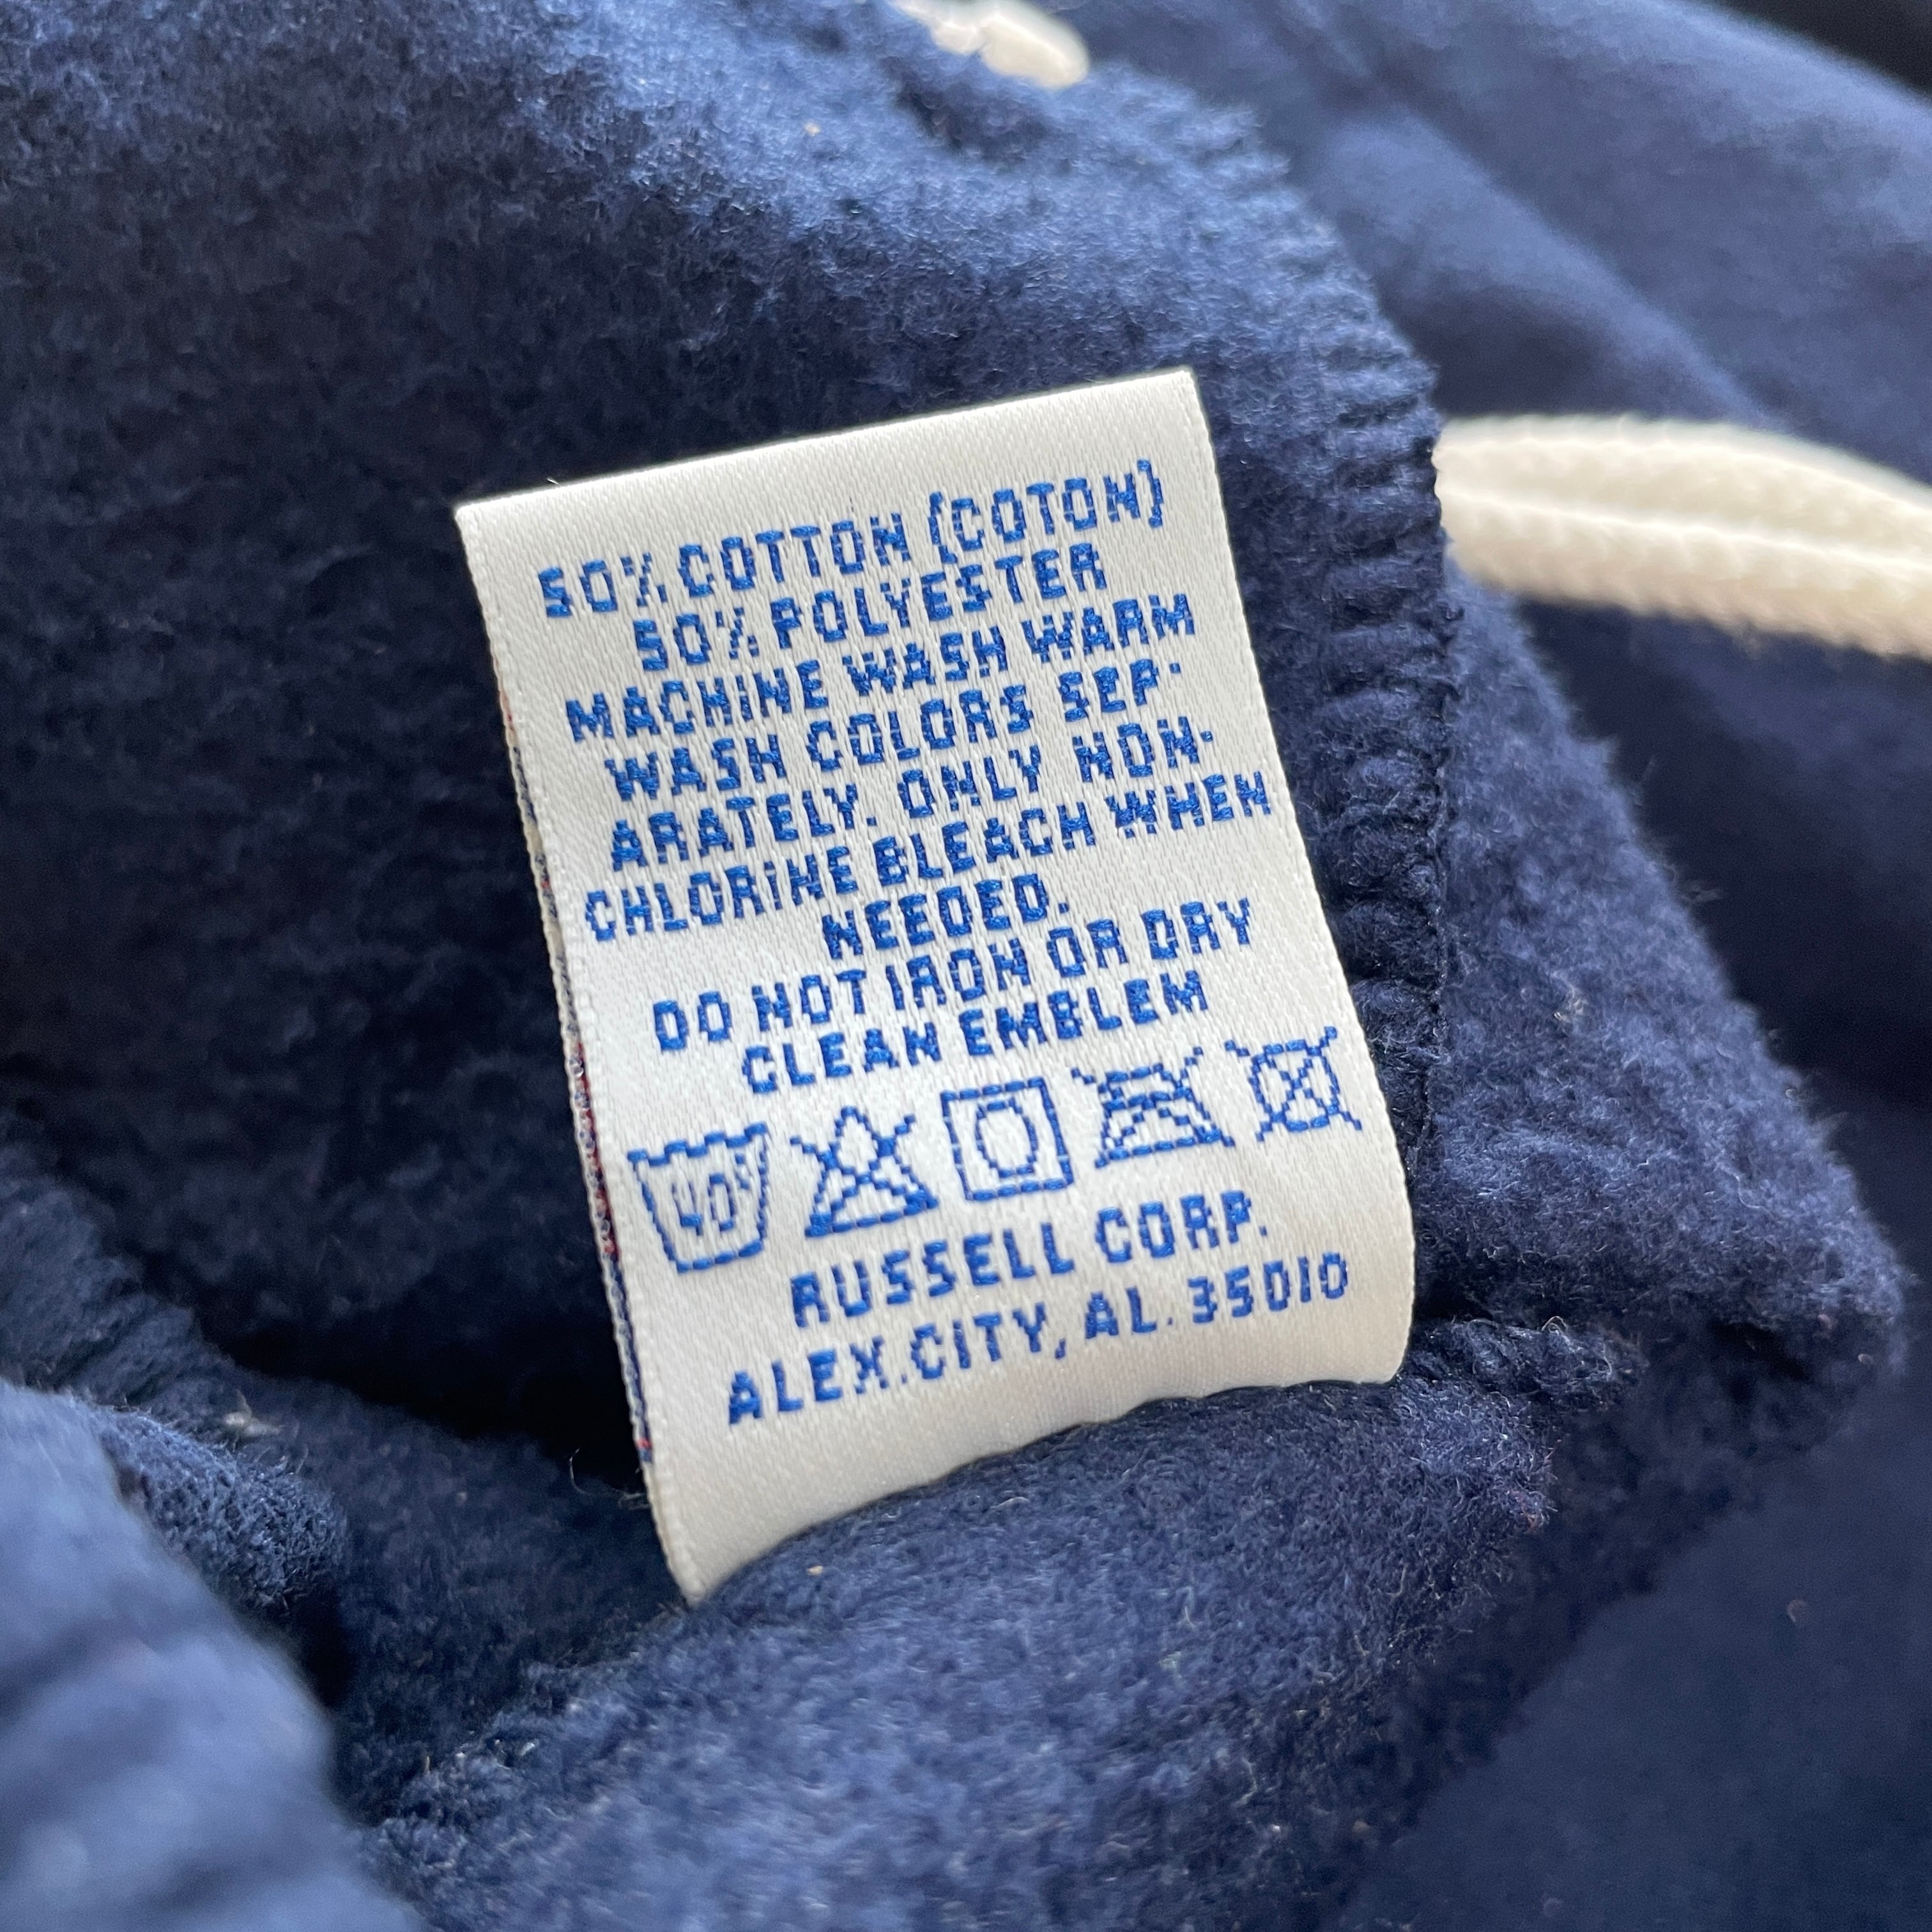 50% COTTON (COTON)
50% POLYESTER
MACHINE WASH WARM
WASH COLORS SEP-
ARATELY. ONLY NON-
CHLORINE BLEACH WHEN
NEEDED.
DO NOT IRON OR DRY
CLEAN EMBLEM
40°
RUSSELL CORP.
ALEX.CITY, AL. 35010